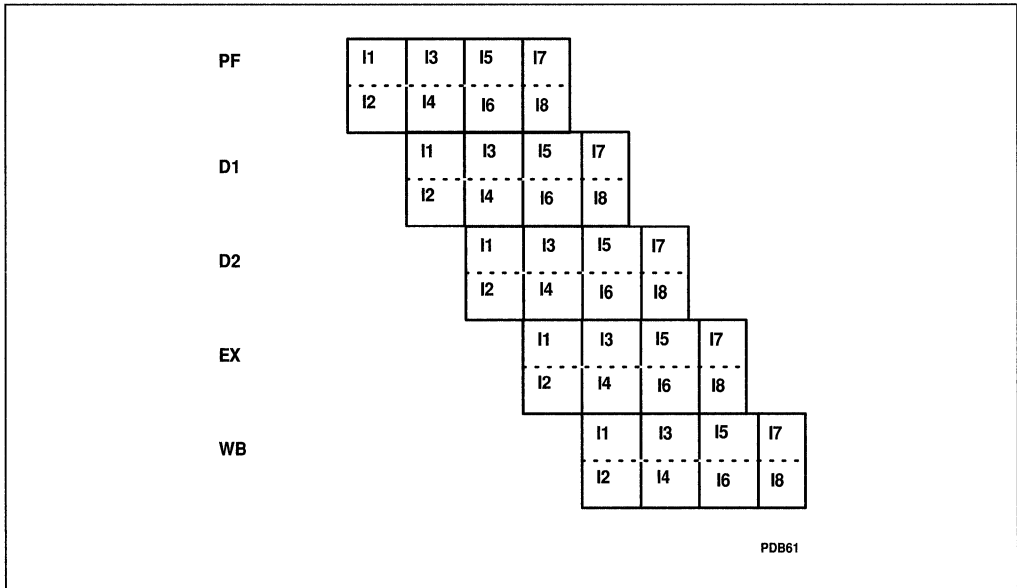 PF I1 I3 I5 I7
I2 I4 I6 I8
D1 I1 I3 I5 I7
I2 I4 I6 I8
D2 I1 I3 I5 I7
I2 I4 I6 I8
EX I1 I3 I5 I7
I2 I4 I6 I8
WB I1 I3 I5 I7
I2 I4 I6 I8
PDB61